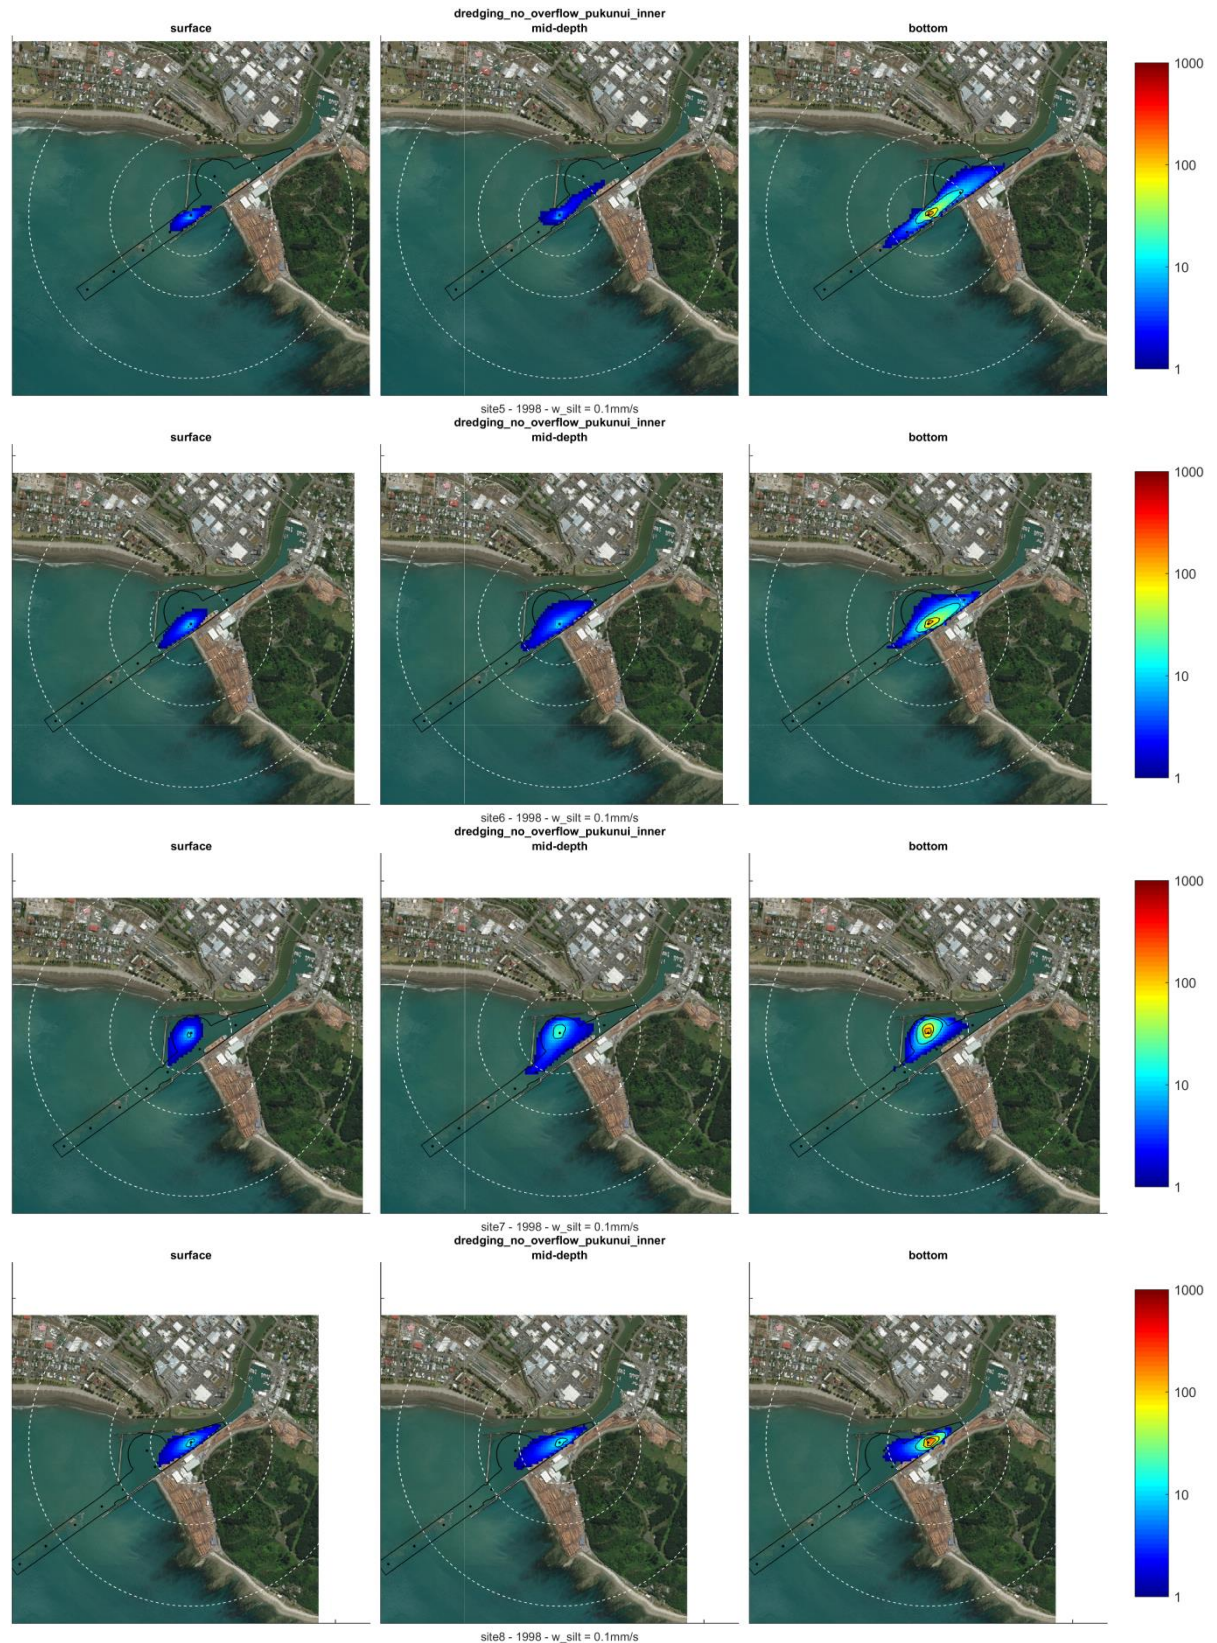 dredging_no_overflow_pukunui_inner
surface mid-depth bottom
1000
100
10
1
site5 - 1998 - w_silt = 0.1mm/s
dredging_no_overflow_pukunui_inner
surface mid-depth bottom
1000
100
10
1
site6 - 1998 - w_silt = 0.1mm/s
dredging_no_overflow_pukunui_inner
surface mid-depth bottom
1000
100
10
1
site7 - 1998 - w_silt = 0.1mm/s
dredging_no_overflow_pukunui_inner
surface mid-depth bottom
1000
100
10
1
site8 - 1998 - w_silt = 0.1mm/s